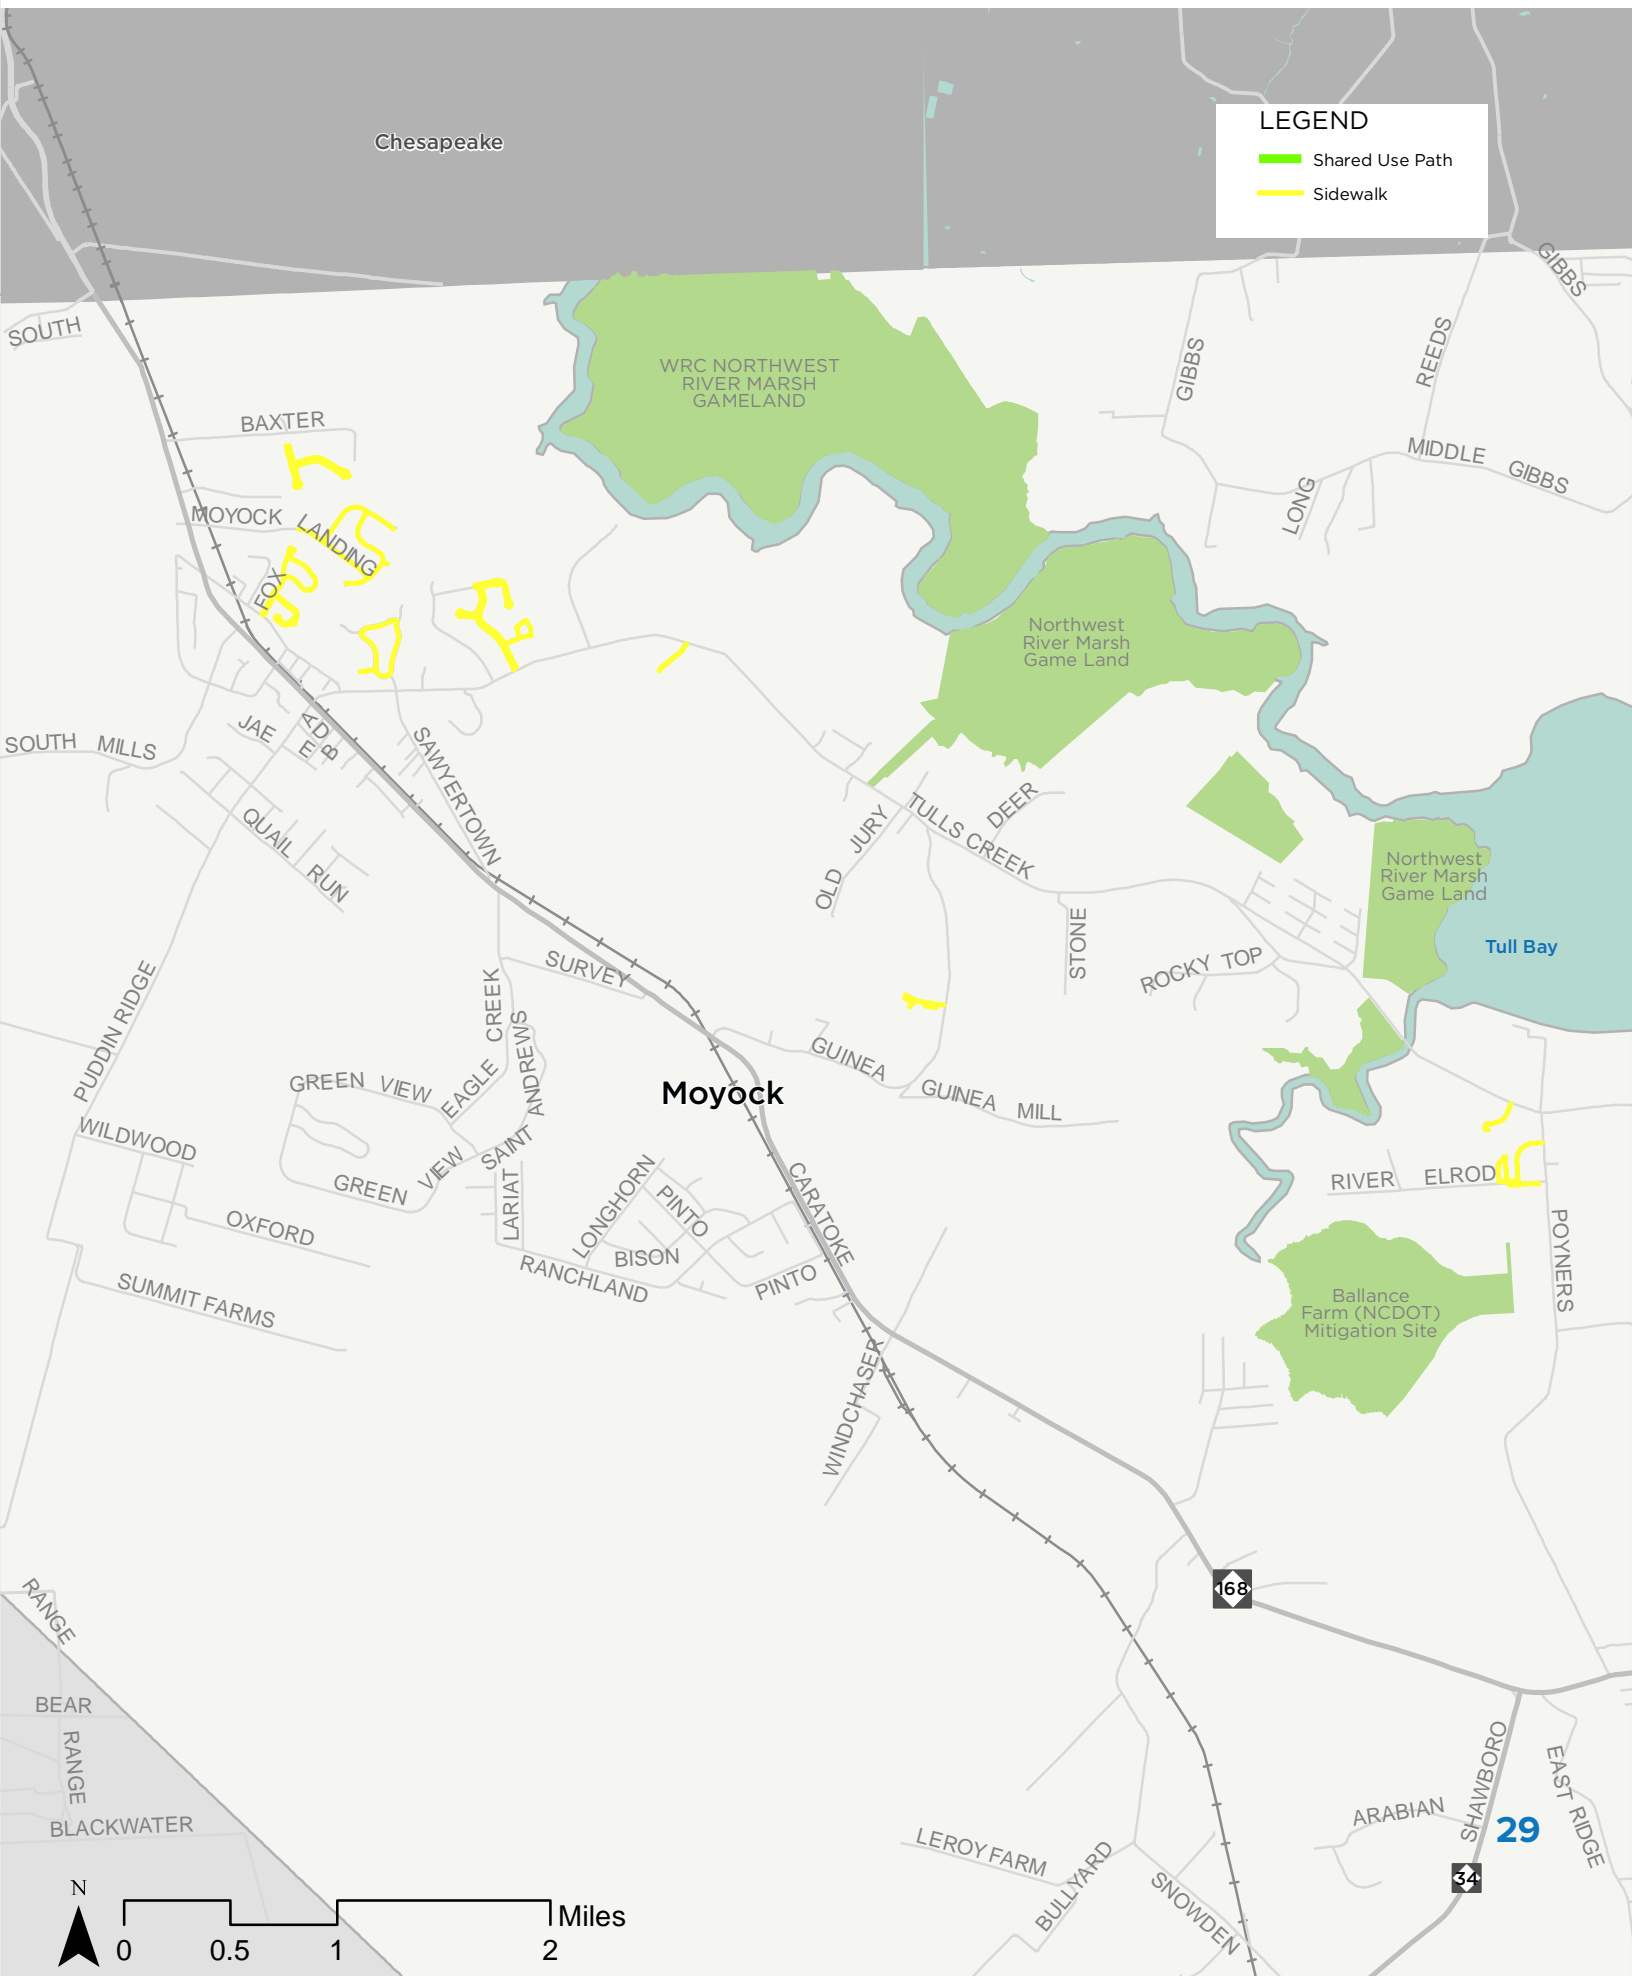 Chesapeake
LEGEND
Shared Use Path
Sidewalk
GIBBS
SOUTH
WRC NORTHWEST
RIVER MARSH
GAMELAND
GIBBS
REEDS
BAXTER
MIDDLE GIBBS
LONG
MOYOCK LANDING
FOX
Northwest
River Marsh
Game Land
SOUTH MILLS
JAE
A
D
E
B
SAWYERTOWN
QUAIL RUN
OLD JURY
TULLS CREEK
DEER
Northwest
River Marsh
Game Land
Tull Bay
STONE
ROCKY TOP
SURVEY
PUDDIN RIDGE
EAGLE CREEK
SAINT ANDREWS
GUINEA
GUINEA MILL
Moyock
GREEN VIEW
WILDWOOD
GREEN VIEW
LARIAT
LONGHORN
PINTO
CARATOKE
RIVER
ELROD
OXFORD
BISON
RANCHLAND
PINTO
POYNERS
SUMMIT FARMS
Ballance
Farm (NCDOT)
Mitigation Site
WINDCHASER
168
RANGE
BEAR
RANGE
BLACKWATER
SHAWBORO
EAST RIDGE
ARABIAN
29
34
LEROY FARM
BULLYARD
SNOWDEN
N
Miles
0 0.5 1 2